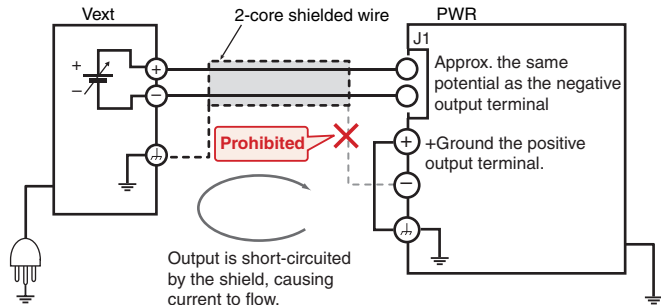 Vext
2-core shielded wire
PWR
J1
Approx. the same
potential as the negative
output terminal
+
−
+
−
Prohibited
+
+Ground the positive
output terminal.
−
Output is short-circuited
by the shield, causing
current to flow.